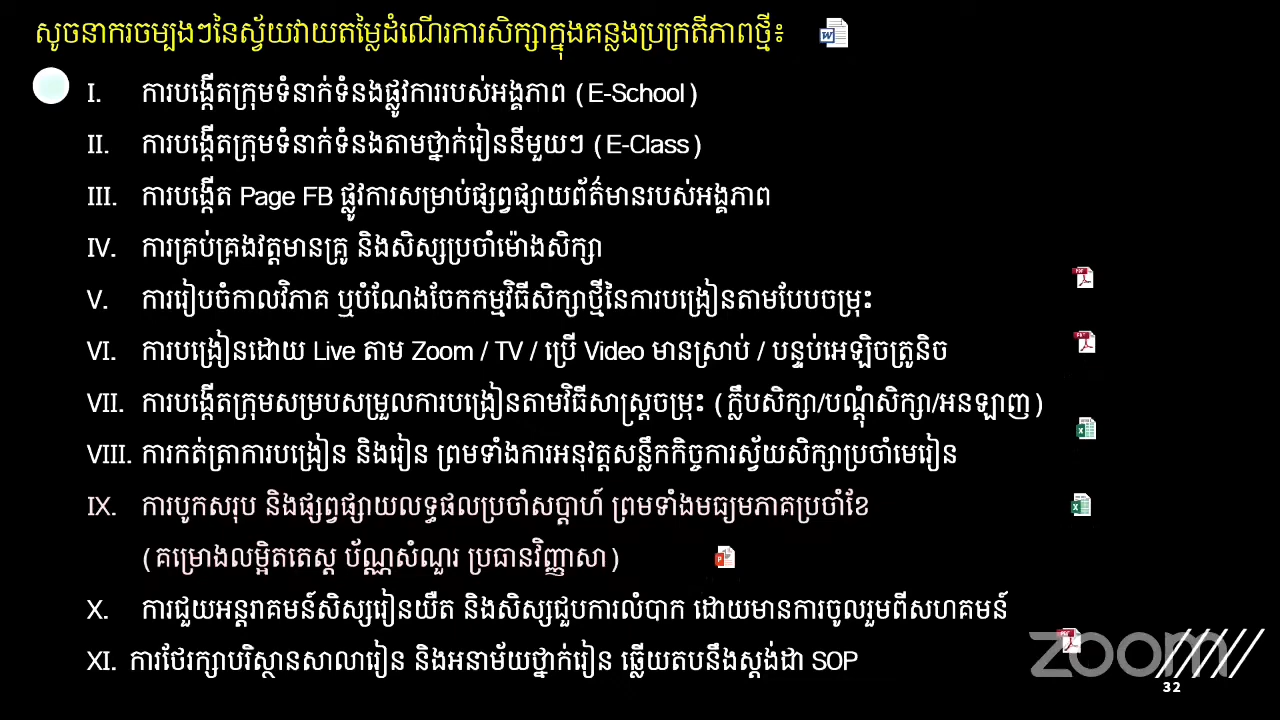 សូចនាករចម្បងៗនៃស្វ័យវាយតម្លៃដំណើរការសិក្សាក្នុងគន្លងប្រក្រតីភាពថ្មី៖
I. ការបង្កើតក្រុមទំនាក់ទំនងផ្លូវការរបស់អង្គភាព (E-School)
II. ការបង្កើតក្រុមទំនាក់ទំនងតាមថ្នាក់រៀននីមួយៗ (E-Class)
III. ការបង្កើត Page FB ផ្លូវការសម្រាប់ផ្សព្វផ្សាយព័ត៌មានរបស់អង្គភាព
IV. ការគ្រប់គ្រងវត្តមានគ្រូ និងសិស្សប្រចាំម៉ោងសិក្សា
V. ការរៀបចំកាលវិភាគ ឬបំណែងចែកកម្មវិធីសិក្សាថ្មីនៃការបង្រៀនតាមបែបចម្រុះ
VI. ការបង្រៀនដោយ Live តាម Zoom / TV / ប្រើ Video មានស្រាប់ / បន្ទប់អេឡិចត្រូនិច
VII. ការបង្កើតក្រុមសម្របសម្រួលការបង្រៀនតាមវិធីសាស្ត្រចម្រុះ (ក្លឹបសិក្សា/បណ្តុំសិក្សា/អនឡាញ)
VIII. ការកត់ត្រាការបង្រៀន និងរៀន ព្រមទាំងការអនុវត្តសន្លឹកកិច្ចការស្វ័យសិក្សាប្រចាំមេរៀន
IX. ការបូកសរុប និងផ្សព្វផ្សាយលទ្ធផលប្រចាំសប្តាហ៍ ព្រមទាំងមធ្យមភាគប្រចាំខែ
(គម្រោងលម្អិតតេស្ត ប័ណ្ណសំណួរ ប្រធានវិញ្ញាសា)
X. ការជួយអន្តរាគមន៍សិស្សរៀនយឺត និងសិស្សជួបការលំបាក ដោយមានការចូលរួមពីសហគមន៍
XI. ការថែរក្សាបរិស្ថានសាលារៀន និងអនាម័យថ្នាក់រៀន ឆ្លើយតបនឹងស្តង់ដា SOP
zoom
32